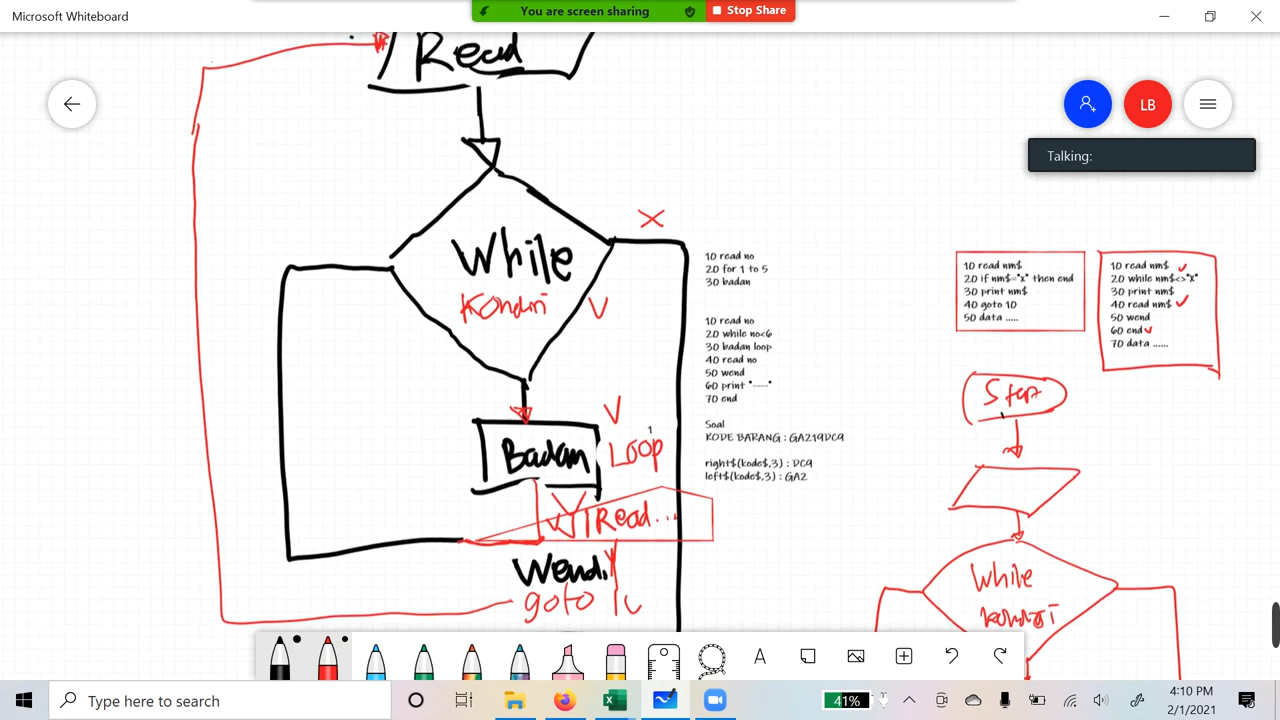 Microsoft Whiteboard
You are screen sharing
Stop Share
Read
LB
Talking:
X
While
Kondisi
V
10 read no
20 for 1 to 5
30 badan
10 read no
20 while no<6
30 badan loop
40 read no
50 wend
60 print "----"
70 end
Soal
KODE BARANG : GA219DC9
right$(kode$,3) : DC9
left$(kode$,3) : GA2
10 read nm$
20 if nm$="x" then end
30 print nm$
40 goto 10
50 data .....
10 read nm$
20 while nm$<>"X"
30 print nm$
40 read nm$
50 wend
60 end
70 data ......
V
Badan
Loop
Read...
Wend
goto 10
Start
While
kondisi
Type here to search
41%
4:10 PM
2/1/2021